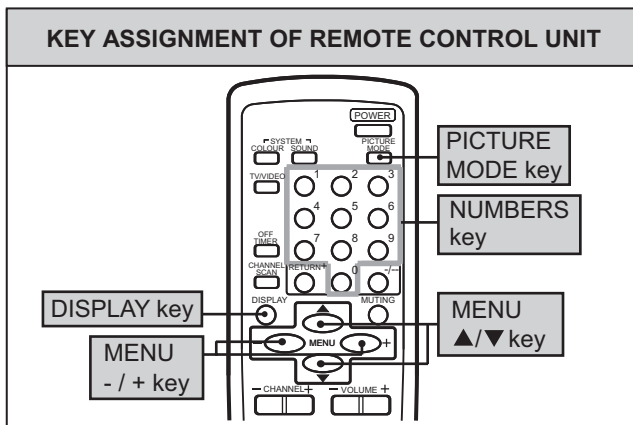 KEY ASSIGNMENT OF REMOTE CONTROL UNIT
POWER
SYSTEM
COLOUR SOUND
PICTURE
MODE
PICTURE
MODE key
TV/VIDEO
1 2 3
4 5 6
NUMBERS
key
OFF
TIMER
7 8 9
CHANNEL
SCAN
RETURN+ 0 -/--
DISPLAY
MUTING
DISPLAY key
▲
- MENU +
▼
MENU
▲/▼ key
MENU
- / + key
− CHANNEL + − VOLUME +